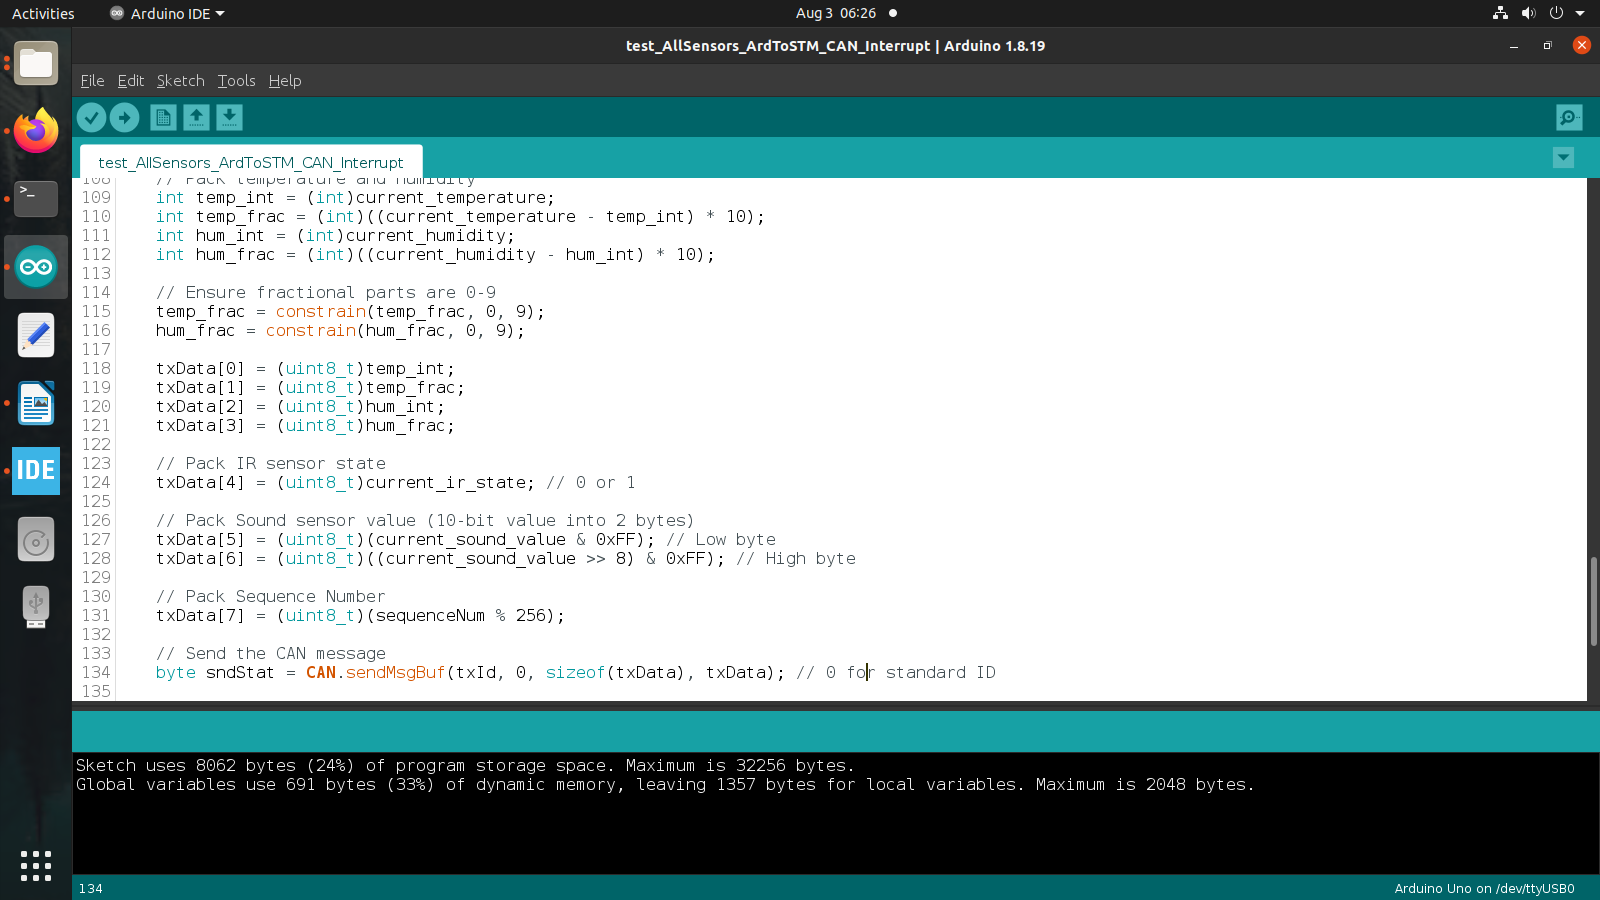 Activities
Arduino IDE
Aug 3 06:26
test_AllSensors_ArdToSTM_CAN_Interrupt | Arduino 1.8.19
File Edit Sketch Tools Help
test_AllSensors_ArdToSTM_CAN_Interrupt
108 // Pack temperature and humidity
109 int temp_int = (int)current_temperature;
110 int temp_frac = (int)((current_temperature - temp_int) * 10);
111 int hum_int = (int)current_humidity;
112 int hum_frac = (int)((current_humidity - hum_int) * 10);
113
114 // Ensure fractional parts are 0-9
115 temp_frac = constrain(temp_frac, 0, 9);
116 hum_frac = constrain(hum_frac, 0, 9);
117
118 txData[0] = (uint8_t)temp_int;
119 txData[1] = (uint8_t)temp_frac;
120 txData[2] = (uint8_t)hum_int;
121 txData[3] = (uint8_t)hum_frac;
122
123 // Pack IR sensor state
124 txData[4] = (uint8_t)current_ir_state; // 0 or 1
125
126 // Pack Sound sensor value (10-bit value into 2 bytes)
127 txData[5] = (uint8_t)(current_sound_value & 0xFF); // Low byte
128 txData[6] = (uint8_t)((current_sound_value >> 8) & 0xFF); // High byte
129
130 // Pack Sequence Number
131 txData[7] = (uint8_t)(sequenceNum % 256);
132
133 // Send the CAN message
134 byte sndStat = CAN.sendMsgBuf(txId, 0, sizeof(txData), txData); // 0 for standard ID
135
IDE
Sketch uses 8062 bytes (24%) of program storage space. Maximum is 32256 bytes.
Global variables use 691 bytes (33%) of dynamic memory, leaving 1357 bytes for local variables. Maximum is 2048 bytes.
134
Arduino Uno on /dev/ttyUSB0